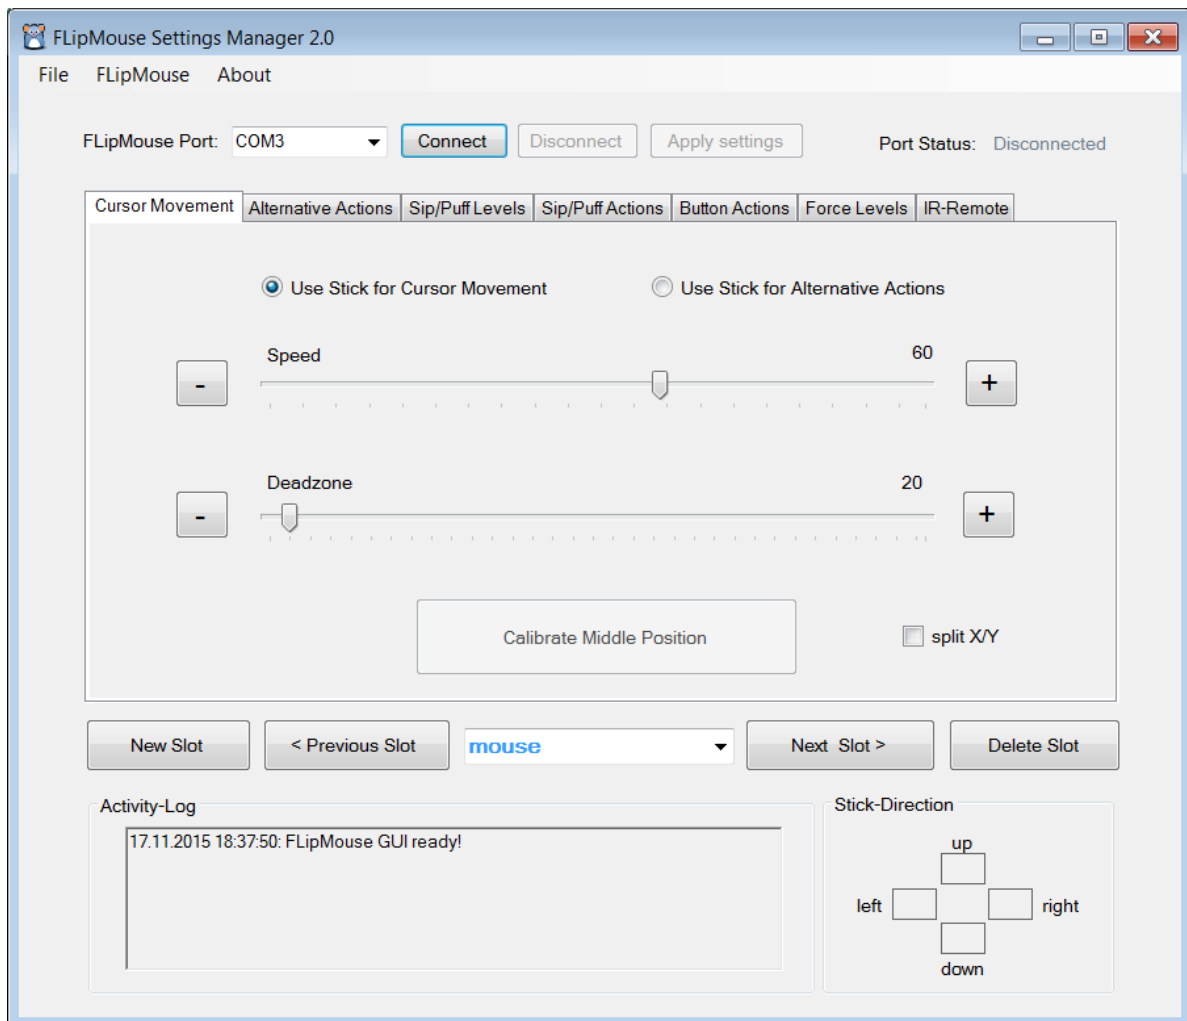 FLipMouse Settings Manager 2.0
File FLipMouse About
FLipMouse Port: COM3 Connect Disconnect Apply settings Port Status: Disconnected
Cursor Movement Alternative Actions Sip/Puff Levels Sip/Puff Actions Button Actions Force Levels IR-Remote
Use Stick for Cursor Movement Use Stick for Alternative Actions
Speed 60
- +
Deadzone 20
- +
Calibrate Middle Position split X/Y
New Slot < Previous Slot mouse Next Slot > Delete Slot
Activity-Log Stick-Direction
17.11.2015 18:37:50: FLipMouse GUI ready!
up
left right
down